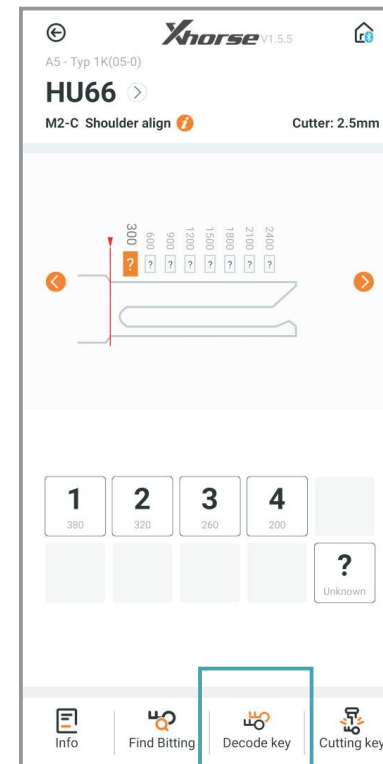 Xhorse V1.5.5
A5 - Typ 1K(05-0)
HU66
M2-C Shoulder align i Cutter: 2.5mm
300 600 900 1200 1500 1800 2100 2400
? ? ? ? ? ? ? ?
1 2 3 4
380 320 260 200
?
Unknown
Info Find Bitting Decode key Cutting key